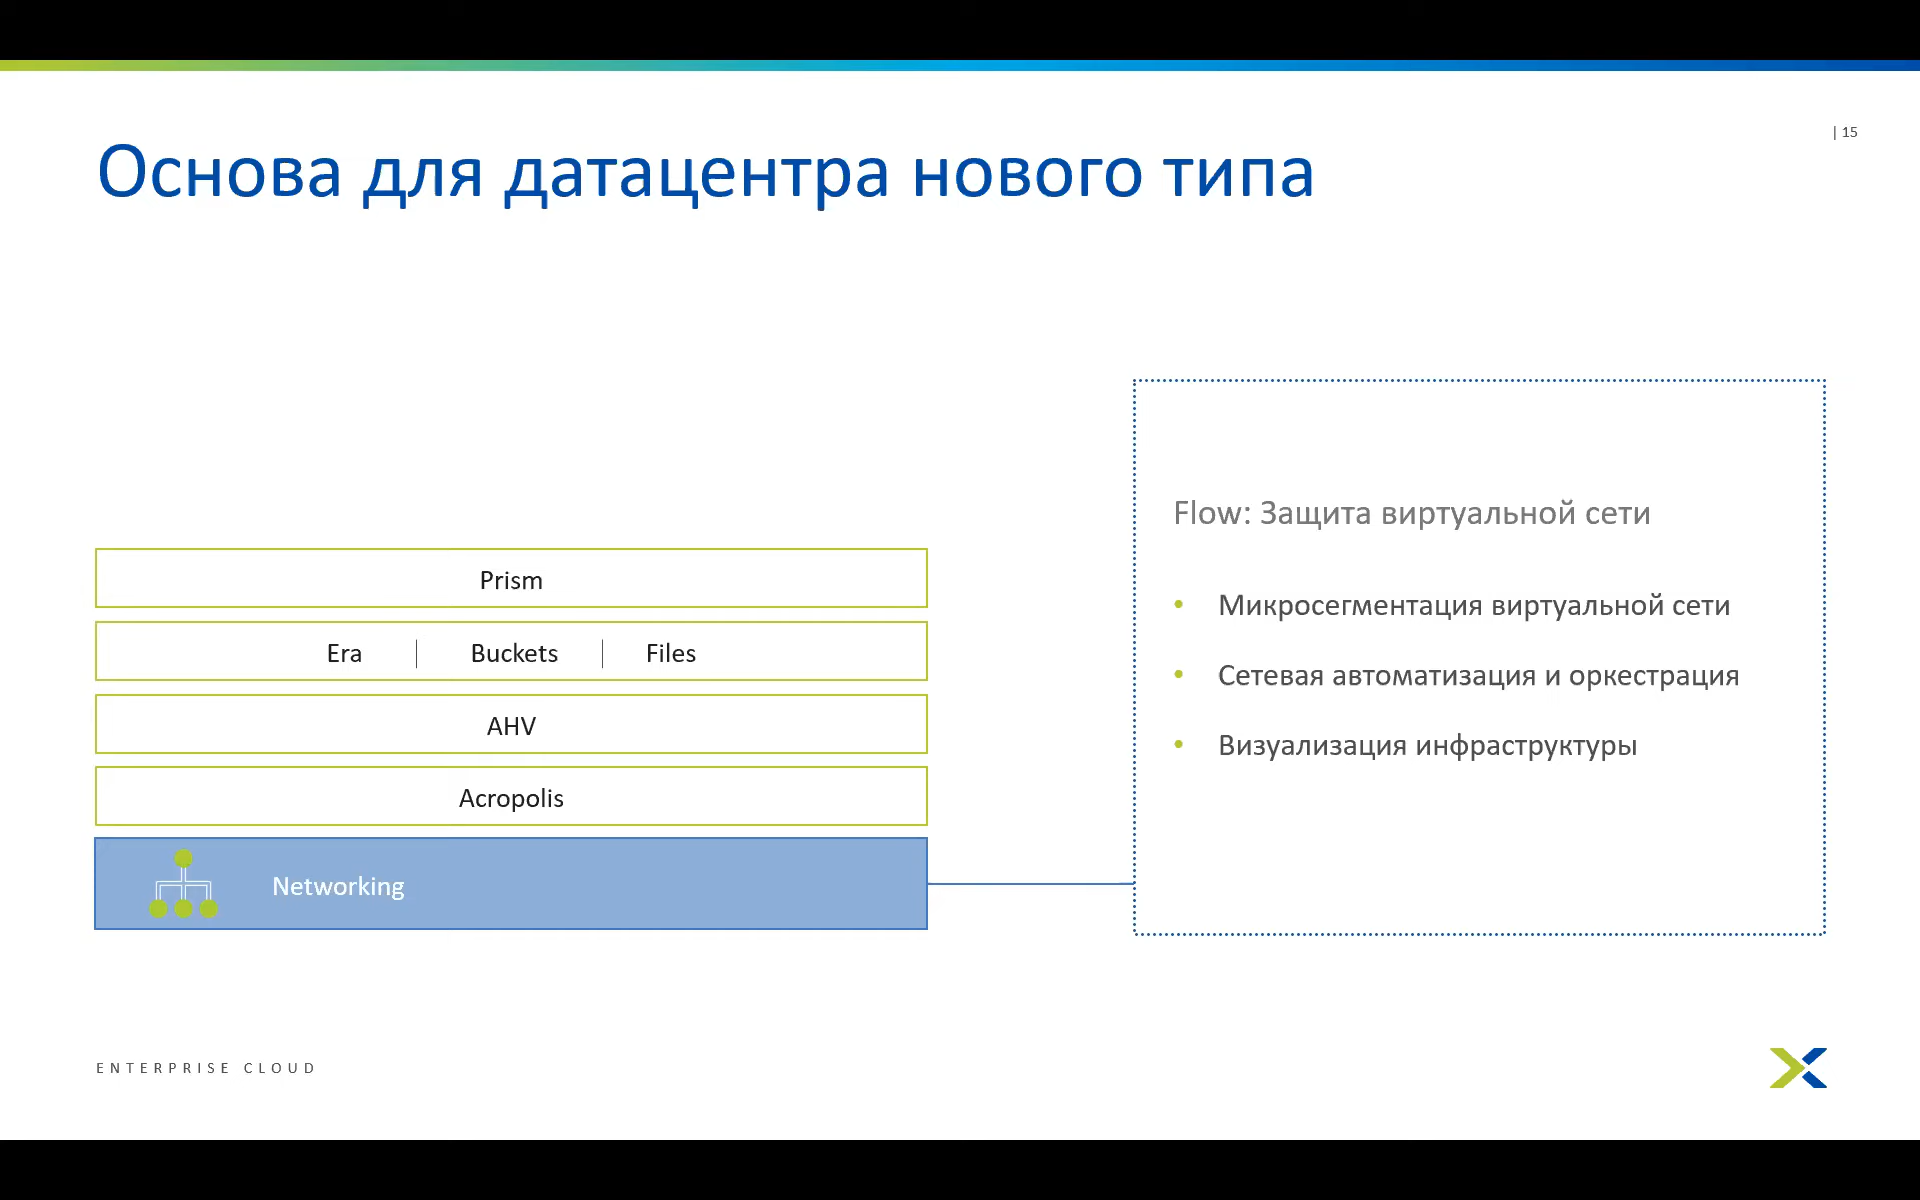 | 15
Основа для датацентра нового типа
Prism
Era | Buckets | Files
AHV
Acropolis
Networking
Flow: Защита виртуальной сети
• Микросегментация виртуальной сети
• Сетевая автоматизация и оркестрация
• Визуализация инфраструктуры
ENTERPRISE CLOUD